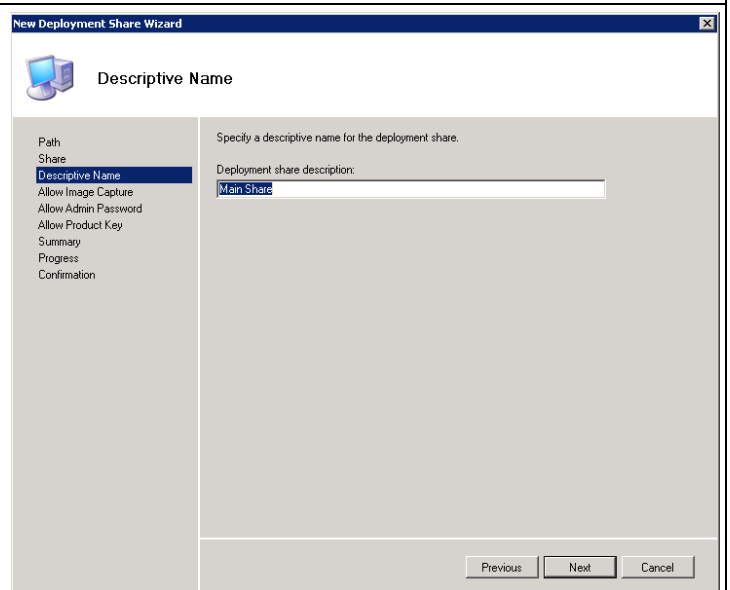 New Deployment Share Wizard
Descriptive Name
Path
Share
Descriptive Name
Allow Image Capture
Allow Admin Password
Allow Product Key
Summary
Progress
Confirmation
Specify a descriptive name for the deployment share.
Deployment share description:
Main Share
Previous
Next
Cancel